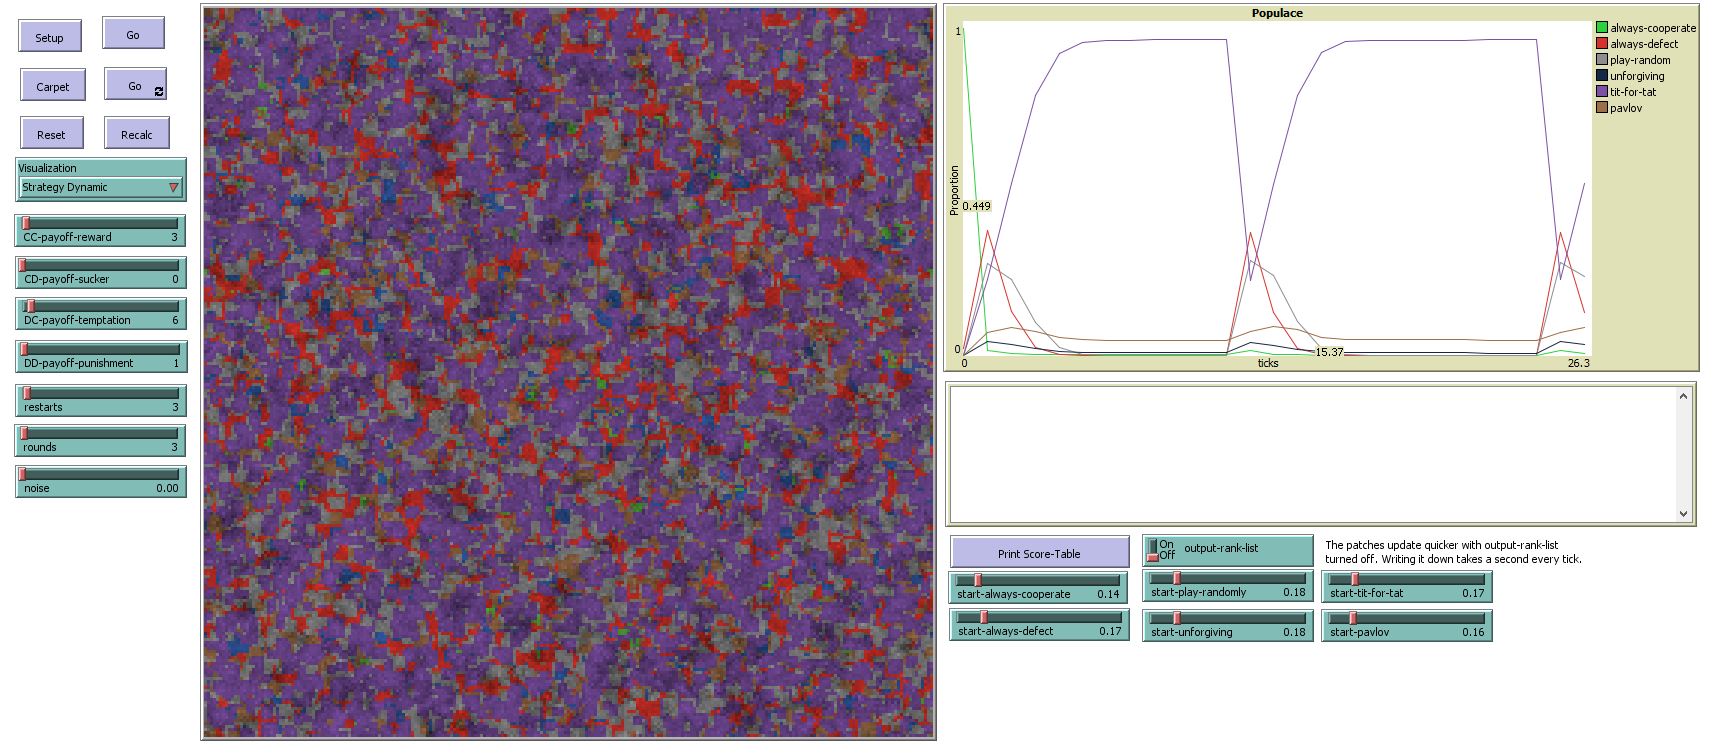 Setup
Go
Carpet
Go
Reset
Recalc
Visualization
Strategy Dynamic
CC-payoff-reward 3
CD-payoff-sucker 0
DC-payoff-temptation 6
DD-payoff-punishment 1
restarts 3
rounds 3
noise 0.00
Populace
1
Proportion
0.449
0
0
15.37
ticks
26.3
always-cooperate
always-defect
play-random
unforgiving
tit-for-tat
pavlov
Print Score-Table
On
Off
output-rank-list
The patches update quicker with output-rank-list
turned off. Writing it down takes a second every tick.
start-always-cooperate 0.14
start-play-randomly 0.18
start-tit-for-tat 0.17
start-always-defect 0.17
start-unforgiving 0.18
start-pavlov 0.16